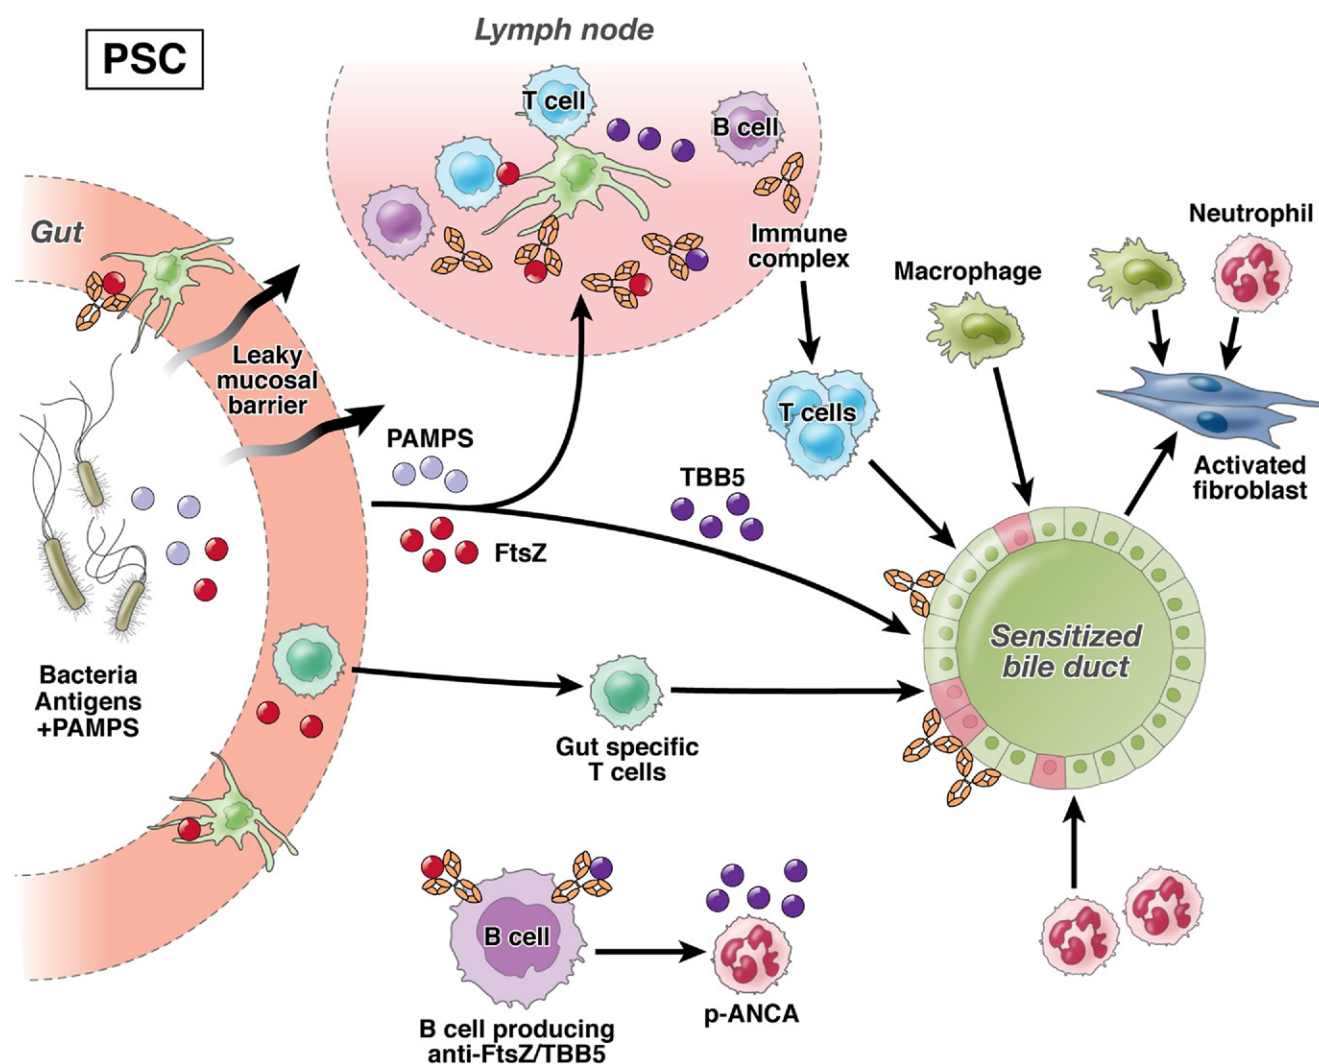 PSC
Lymph node
T cell
B cell
Gut
Immune
complex
Neutrophil
Macrophage
Leaky
mucosal
barrier
T cells
PAMPS
TBB5
Activated
fibroblast
FtsZ
Sensitized
bile duct
Bacteria
Antigens
+PAMPS
Gut specific
T cells
B cell
p-ANCA
B cell producing
anti-FtsZ/TBB5